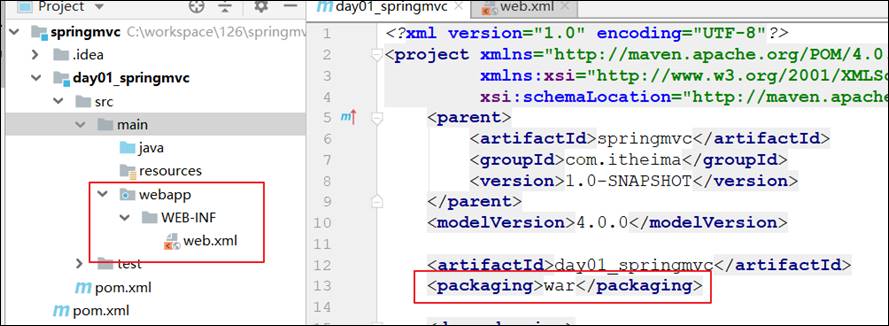 Project
springmvc C:\workspace\126\springm
.idea
day01_springmvc
src
main
java
resources
webapp
WEB-INF
web.xml
test
pom.xml
pom.xml
day01_springmvc
web.xml
1 <?xml version="1.0" encoding="UTF-8"?>
2 <project xmlns="http://maven.apache.org/POM/4.0
3 xmlns:xsi="http://www.w3.org/2001/XMLSc
4 xsi:schemaLocation="http://maven.apache
5 <parent>
6 <artifactId>springmvc</artifactId>
7 <groupId>com.itheima</groupId>
8 <version>1.0-SNAPSHOT</version>
9 </parent>
10 <modelVersion>4.0.0</modelVersion>
11
12 <artifactId>day01_springmvc</artifactId>
13 <packaging>war</packaging>
14